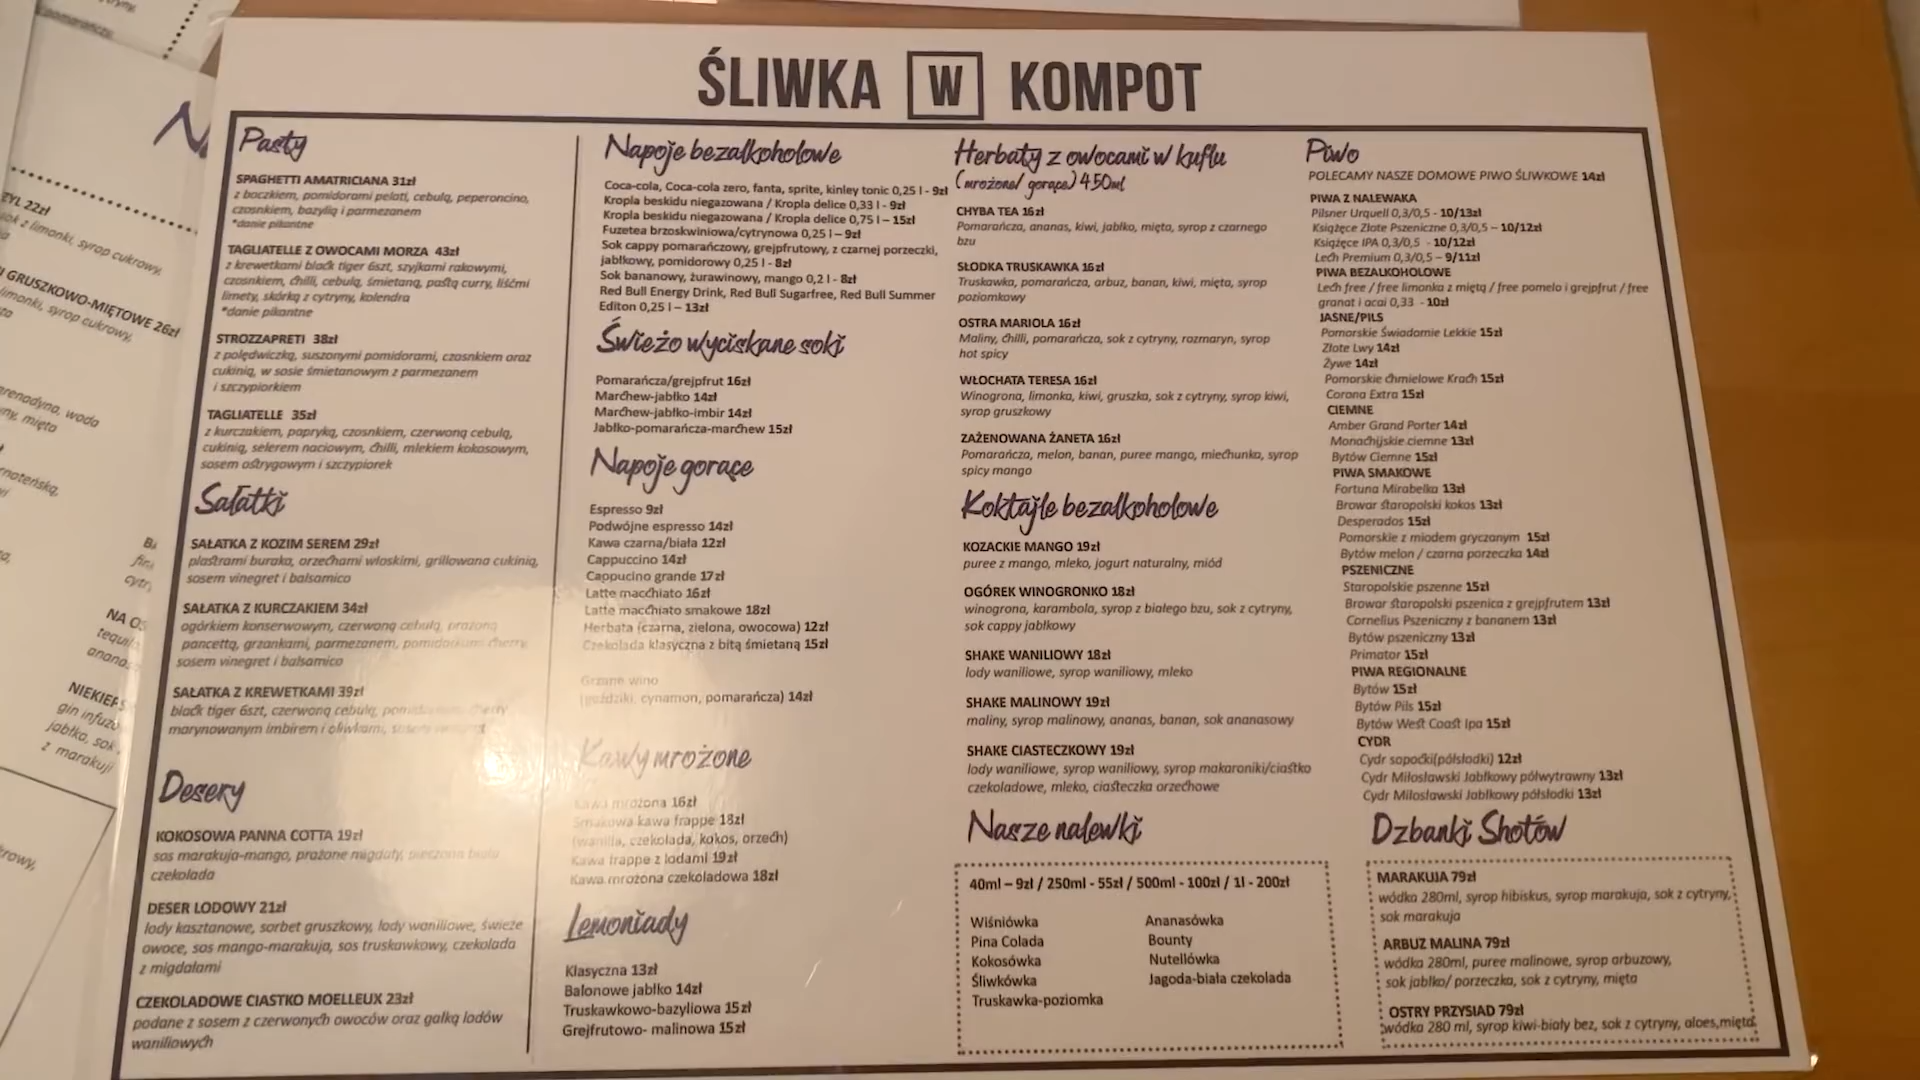 ŚLIWKA W KOMPOT
Pasty
SPAGHETTI AMATRICIANA 31zł
z boczkiem, pomidorami pelati, cebulą, peperoncino,
czosnkiem, bazylią i parmezanem
*danie pikantne
TAGLIATELLE Z OWOCAMI MORZA 43zł
z krewetkami black tiger 6szt, szyjkami rakowymi,
czosnkiem, chilli, cebulą, śmietaną, pastą curry, liśćmi
limety, skórką z cytryny, kolendra
*danie pikantne
STROZZAPRETI 38zł
z polędwiczką, suszonymi pomidorami, czosnkiem oraz
cukinią, w sosie śmietanowym z parmezanem
i szczypiorkiem
TAGLIATELLE 35zł
z kurczakiem, papryką, czosnkiem, czerwoną cebulą,
cukinią, selerem naciowym, chilli, mlekiem kokosowym,
sosem ostrygowym i szczypiorek
Sałatki
SAŁATKA Z KOZIM SEREM 29zł
plastrami buraka, orzechami włoskimi, grillowana cukinią,
sosem vinegret i balsamico
SAŁATKA Z KURCZAKIEM 34zł
ogórkiem konserwowym, czerwoną cebulą, prażoną
pancettą, grzankami, parmezanem, pomidorkami cherry
sosem vinegret i balsamico
SAŁATKA Z KREWETKAMI 39zł
black tiger 6szt, czerwoną cebulą, pomidorkami cherry
marynowanym imbirem i oliwkami, sosem vinegret
Desery
KOKOSOWA PANNA COTTA 19zł
sos marakuja-mango, prażone migdały, pieczona biała
czekolada
DESER LODOWY 21zł
lody kasztanowe, sorbet gruszkowy, lody waniliowe, świeże
owoce, sos mango-marakuja, sos truskawkowy, czekolada
z migdałami
CZEKOLADOWE CIASTKO MOELLEUX 23zł
podane z sosem z czerwonych owoców oraz gałką lodów
waniliowych
Napoje bezalkoholowe
Coca-cola, Coca-cola zero, fanta, sprite, kinley tonic 0,25 l - 9zł
Kropla beskidu niegazowana / Kropla delice 0,33 l - 9zł
Kropla beskidu niegazowana / Kropla delice 0,75 l – 15zł
Fuzetea brzoskwiniowa/cytrynowa 0,25 l – 9zł
Sok cappy pomarańczowy, grejpfrutowy, z czarnej porzeczki,
jabłkowy, pomidorowy 0,25 l - 8zł
Sok bananowy, żurawinowy, mango 0,2 l - 8zł
Red Bull Energy Drink, Red Bull Sugarfree, Red Bull Summer
Editon 0,25 l – 13zł
Świeżo wyciskane soki
Pomarańcza/grejpfrut 16zł
Marchew-jabłko 14zł
Marchew-jabłko-imbir 14zł
Jabłko-pomarańcza-marchew 15zł
Napoje gorące
Espresso 9zł
Podwójne espresso 14zł
Kawa czarna/biała 12zł
Cappuccino 14zł
Cappucino grande 17zł
Latte macchiato 16zł
Latte macchiato smakowe 18zł
Herbata (czarna, zielona, owocowa) 12zł
Czekolada klasyczna z bitą śmietaną 15zł
Grzane wino
(goździki, cynamon, pomarańcza) 14zł
Kawy mrożone
Kawa mrożona 16zł
Smakowa kawa frappe 18zł
(wanilia, czekolada, kokos, orzech)
Kawa frappe z lodami 19zł
Kawa mrożona czekoladowa 18zł
Lemoniady
Klasyczna 13zł
Balonowe jabłko 14zł
Truskawkowo-bazyliowa 15zł
Grejfrutowo- malinowa 15zł
Herbaty z owocami w kuflu
(mrożone/ gorące) 450ml
CHYBA TEA 16zł
Pomarańcza, ananas, kiwi, jabłko, mięta, syrop z czarnego
bzu
SŁODKA TRUSKAWKA 16zł
Truskawka, pomarańcza, arbuz, banan, kiwi, mięta, syrop
poziomkowy
OSTRA MARIOLA 16zł
Maliny, chilli, pomarańcza, sok z cytryny, rozmaryn, syrop
hot spicy
WŁOCHATA TERESA 16zł
Winogrona, limonka, kiwi, gruszka, sok z cytryny, syrop kiwi,
syrop gruszkowy
ZAŻENOWANA ŻANETA 16zł
Pomarańcza, melon, banan, puree mango, miechunka, syrop
spicy mango
Koktajle bezalkoholowe
KOZACKIE MANGO 19zł
puree z mango, mleko, jogurt naturalny, miód
OGÓREK WINOGRONKO 18zł
winogrona, karambola, syrop z białego bzu, sok z cytryny,
sok cappy jabłkowy
SHAKE WANILIOWY 18zł
lody waniliowe, syrop waniliowy, mleko
SHAKE MALINOWY 19zł
maliny, syrop malinowy, ananas, banan, sok ananasowy
SHAKE CIASTECZKOWY 19zł
lody waniliowe, syrop waniliowy, syrop makaroniki/ciastko
czekoladowe, mleko, ciasteczka orzechowe
Nasze nalewki
40ml – 9zł / 250ml - 55zł / 500ml - 100zł / 1l - 200zł
Wiśniówka
Pina Colada
Kokosówka
Śliwkówka
Truskawka-poziomka
Ananasówka
Bounty
Nutellówka
Jagoda-biała czekolada
Piwo
POLECAMY NASZE DOMOWE PIWO ŚLIWKOWE 14zł
PIWA Z NALEWAKA
Pilsner Urquell 0,3/0,5 - 10/13zł
Książęce Złote Pszeniczne 0,3/0,5 – 10/12zł
Książęce IPA 0,3/0,5 - 10/12zł
Lech Premium 0,3/0,5 – 9/11zł
PIWA BEZALKOHOLOWE
Lech free / free limonka z miętą / free pomelo i grejpfrut / free
granat i acai 0,33 - 10zł
JASNE/PILS
Pomorskie Świadomie Lekkie 15zł
Złote Lwy 14zł
Żywe 14zł
Pomorskie chmielowe Krach 15zł
Corona Extra 15zł
CIEMNE
Amber Grand Porter 14zł
Monachijskie ciemne 13zł
Bytów Ciemne 15zł
PIWA SMAKOWE
Fortuna Mirabelka 13zł
Browar staropolski kokos 13zł
Desperados 15zł
Pomorskie z miodem gryczanym 15zł
Bytów melon / czarna porzeczka 14zł
PSZENICZNE
Staropolskie pszenne 15zł
Browar staropolski pszenica z grejpfrutem 13zł
Cornelius Pszeniczny z bananem 13zł
Bytów pszeniczny 13zł
Primator 15zł
PIWA REGIONALNE
Bytów 15zł
Bytów Pils 15zł
Bytów West Coast Ipa 15zł
CYDR
Cydr sopocki(półsłodki) 12zł
Cydr Miłosławski Jabłkowy półwytrawny 13zł
Cydr Miłosławski Jabłkowy półsłodki 13zł
Dzbanki Shotów
MARAKUJA 79zł
wódka 280ml, syrop hibiskus, syrop marakuja, sok z cytryny,
sok marakuja
ARBUZ MALINA 79zł
wódka 280ml, puree malinowe, syrop arbuzowy,
sok jabłko/ porzeczka, sok z cytryny, mięta
OSTRY PRZYSIAD 79zł
wódka 280 ml, syrop kiwi-biały bez, sok z cytryny, aloes,mięta
22zł
z limonki, syrop cukrowy,
GRUSZKOWO-MIĘTOWE 26zł
limonki, syrop cukrowy,
woda
mięta
NA
tequila
gin
jabłka, sok
z marakuji